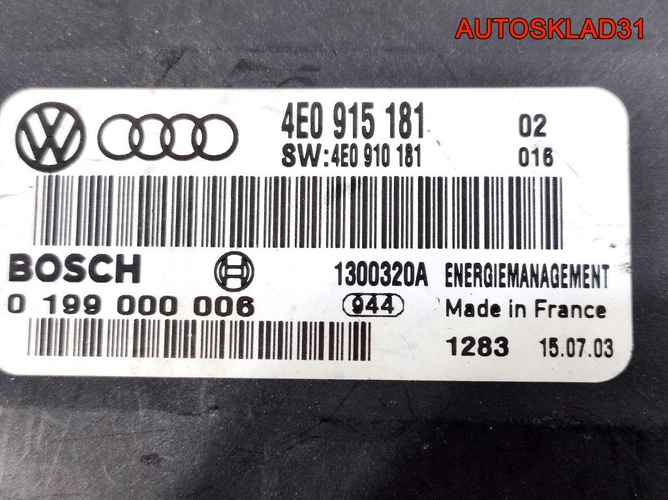 AUTOSKLAD31
4E0 915 181 02
SW:4E0 910 181 016
BOSCH 1300320A ENERGIEMANAGEMENT
0 199 000 006 944 Made in France
1283 15.07.03